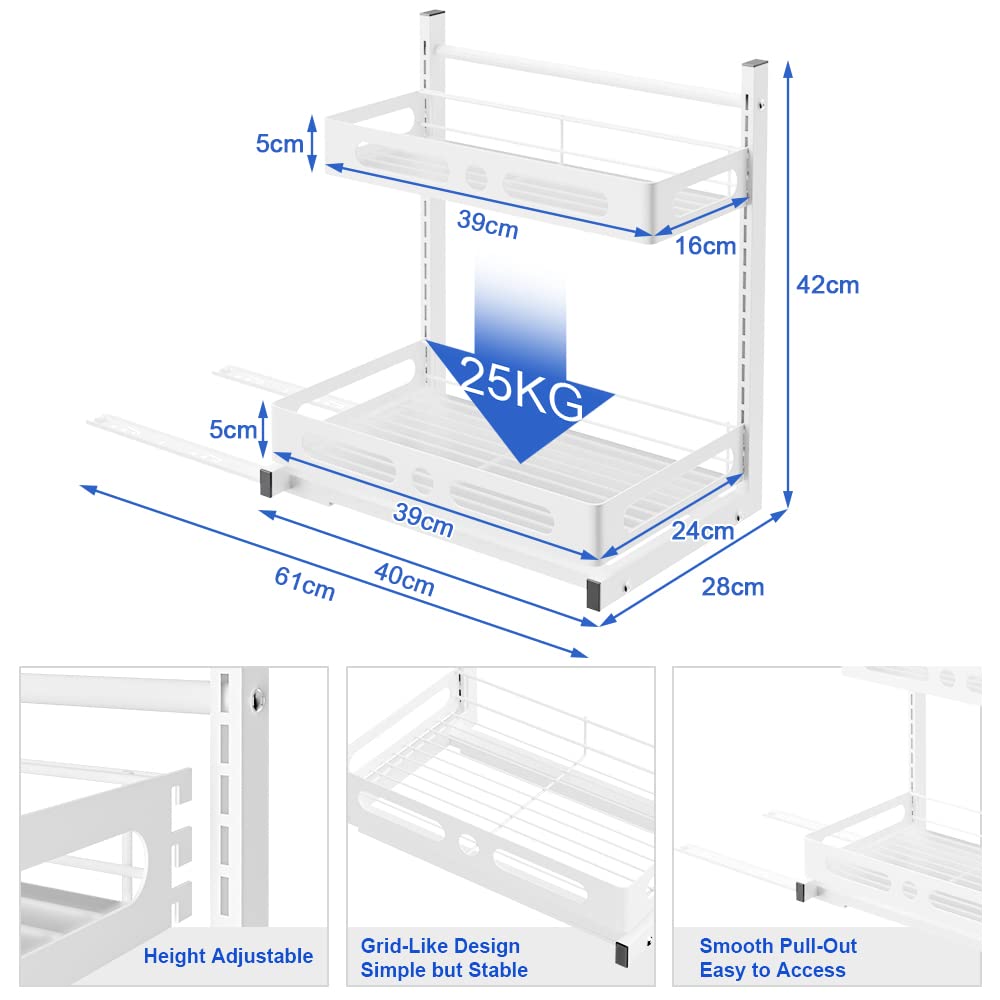 5cm
39cm
16cm
42cm
25KG
5cm
39cm
24cm
40cm
28cm
61cm
Height Adjustable
Grid-Like Design
Simple but Stable
Smooth Pull-Out
Easy to Access